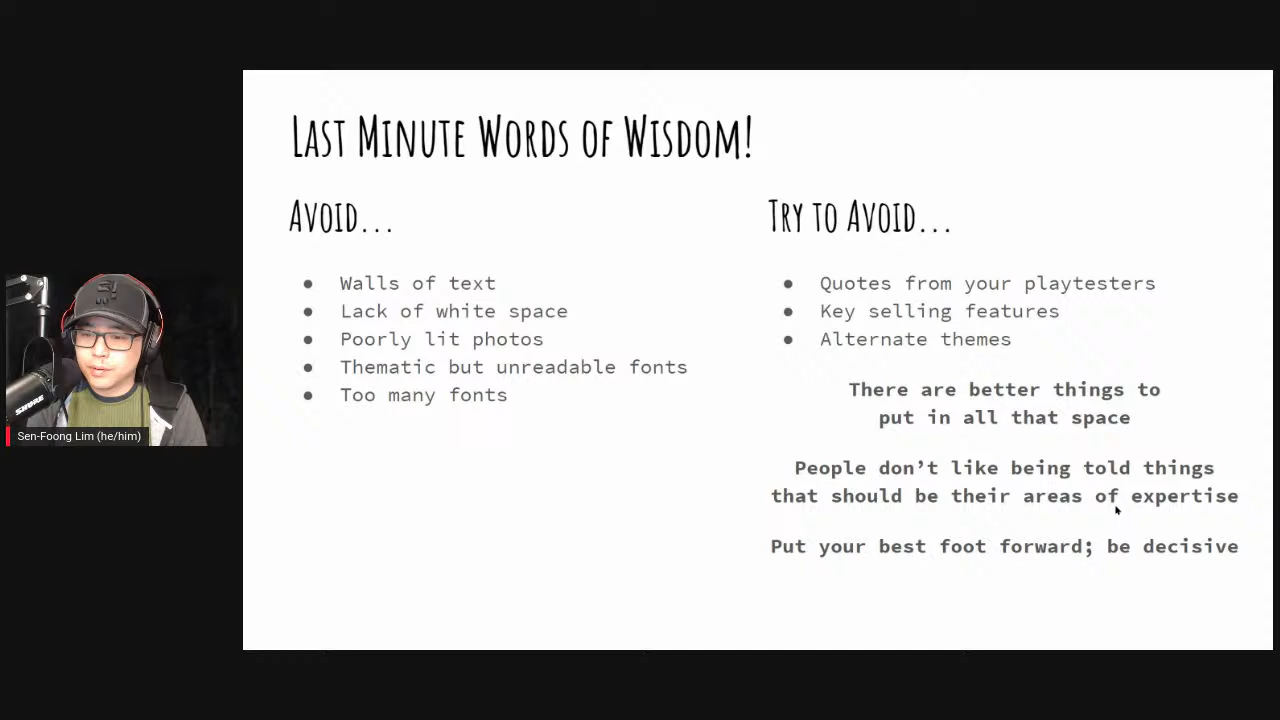 Last Minute Words of Wisdom!
Avoid...
Walls of text
Lack of white space
Poorly lit photos
Thematic but unreadable fonts
Too many fonts
Try to Avoid...
Quotes from your playtesters
Key selling features
Alternate themes
There are better things to
put in all that space
People don't like being told things
that should be their areas of expertise
Put your best foot forward; be decisive
SHURE
Sen-Foong Lim (he/him)